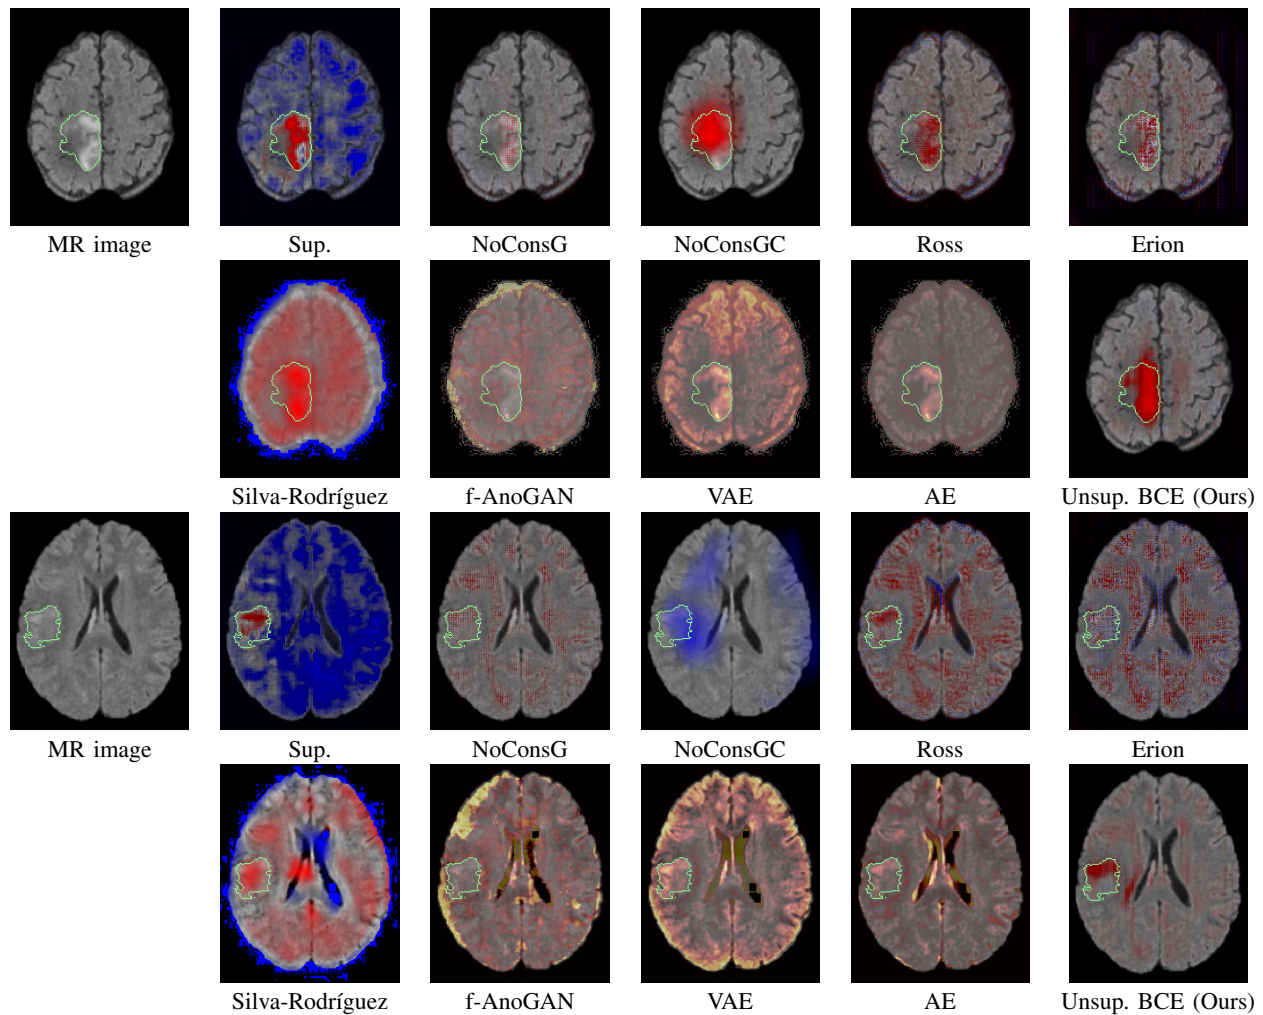 MR image Sup. NoConsG NoConsGC Ross Erion
Silva-Rodríguez f-AnoGAN VAE AE Unsup. BCE (Ours)
MR image Sup. NoConsG NoConsGC Ross Erion
Silva-Rodríguez f-AnoGAN VAE AE Unsup. BCE (Ours)